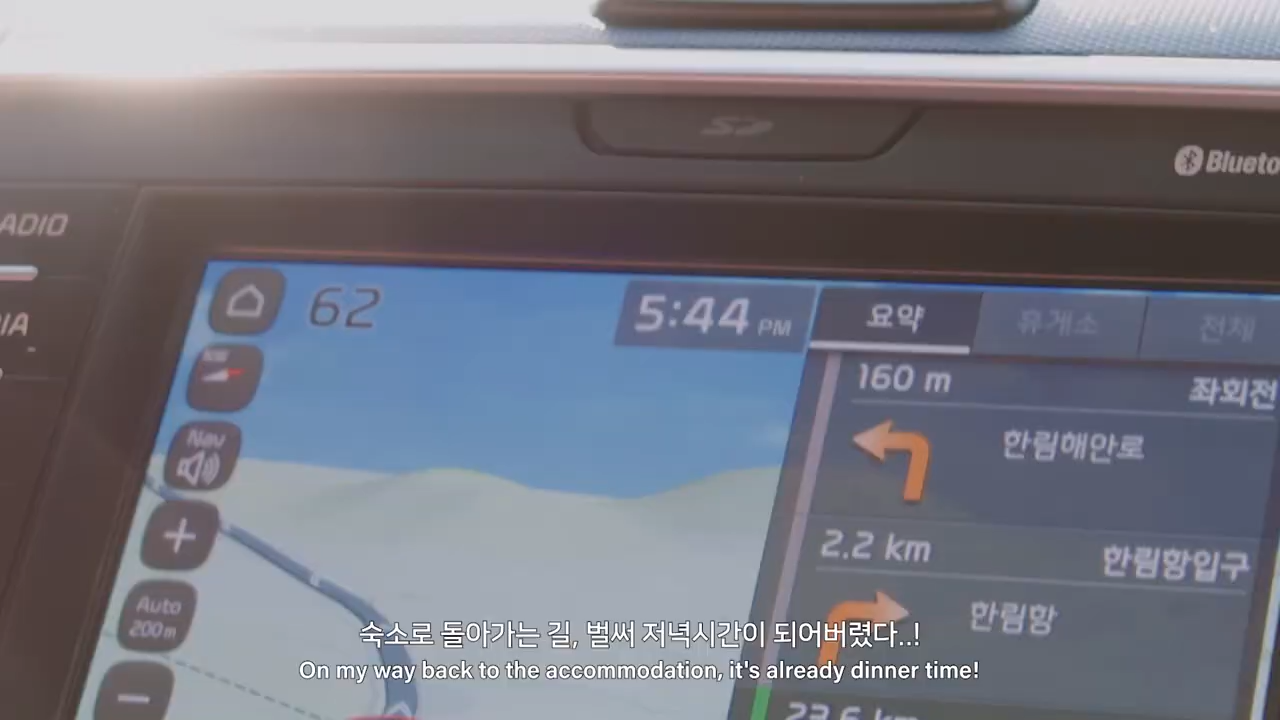 SD
Blueto
ADIO
IA
62
5:44 PM
요약
휴게소
전체
160 m
좌회전
Nav
한림해안로
2.2 km
한림항입구
Auto
200m
한림항
숙소로 돌아가는 길, 벌써 저녁시간이 되어버렸다..!
On my way back to the accommodation, it's already dinner time!
23.6 km